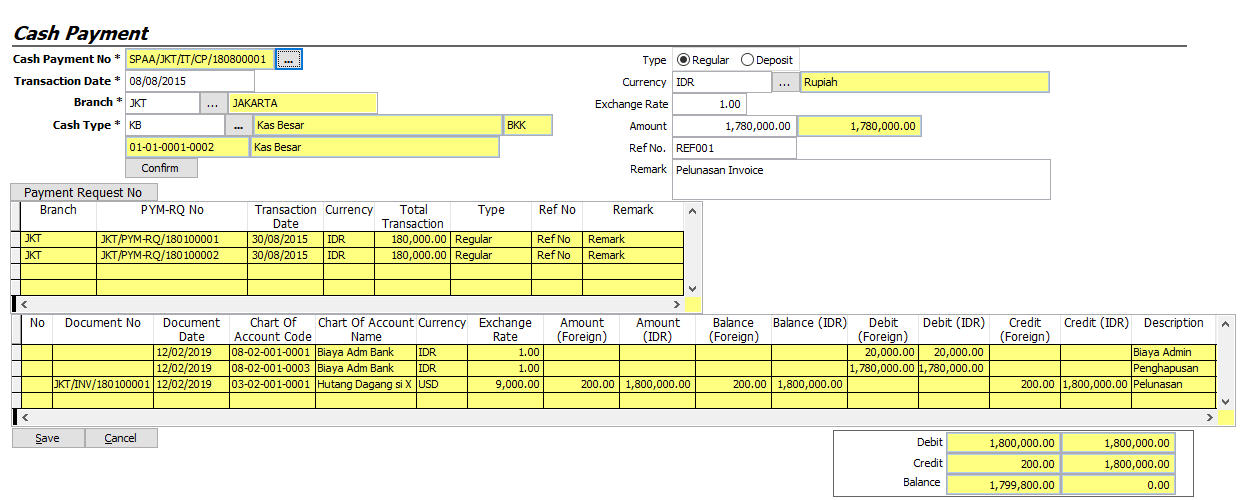 Cash Payment
Cash Payment No * SPAA/JKT/IT/CP/180800001 ... Type Regular Deposit
Transaction Date * 08/08/2015 Currency IDR ... Rupiah
Branch * JKT ... JAKARTA Exchange Rate 1.00
Cash Type * KB ... Kas Besar BKK Amount 1,780,000.00 1,780,000.00
01-01-0001-0002 Kas Besar Ref No. REF001
Confirm Remark Pelunasan Invoice
Payment Request No
Branch PYM-RQ No Transaction Date Currency Total Transaction Type Ref No Remark
JKT JKT/PYM-RQ/180100001 30/08/2015 IDR 180,000.00 Regular Ref No Remark
JKT JKT/PYM-RQ/180100002 30/08/2015 IDR 180,000.00 Regular Ref No Remark
No Document No Document Date Chart Of Account Code Chart Of Account Name Currency Exchange Rate Amount (Foreign) Amount (IDR) Balance (Foreign) Balance (IDR) Debit (Foreign) Debit (IDR) Credit (Foreign) Credit (IDR) Description
12/02/2019 08-02-001-0001 Biaya Adm Bank IDR 1.00 20,000.00 20,000.00 Biaya Admin
12/02/2019 08-02-001-0003 Biaya Adm Bank IDR 1.00 1,780,000.00 1,780,000.00 Penghapusan
JKT/INV/180100001 12/02/2019 03-02-001-0001 Hutang Dagang si X USD 9,000.00 200.00 1,800,000.00 200.00 1,800,000.00 200.00 1,800,000.00 Pelunasan
Save Cancel
Debit 1,800,000.00 1,800,000.00
Credit 200.00 1,800,000.00
Balance 1,799,800.00 0.00